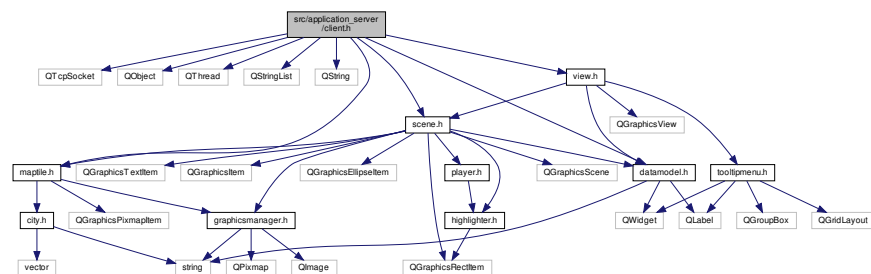 src/application_server
/client.h
QTcpSocket
QObject
QThread
QStringList
QString
view.h
scene.h
QGraphicsView
maptile.h
QGraphicsTextItem
QGraphicsItem
QGraphicsEllipseItem
player.h
QGraphicsScene
datamodel.h
tooltipmenu.h
city.h
QGraphicsPixmapItem
graphicsmanager.h
highlighter.h
QWidget
QLabel
QGroupBox
QGridLayout
vector
string
QPixmap
QImage
QGraphicsRectItem